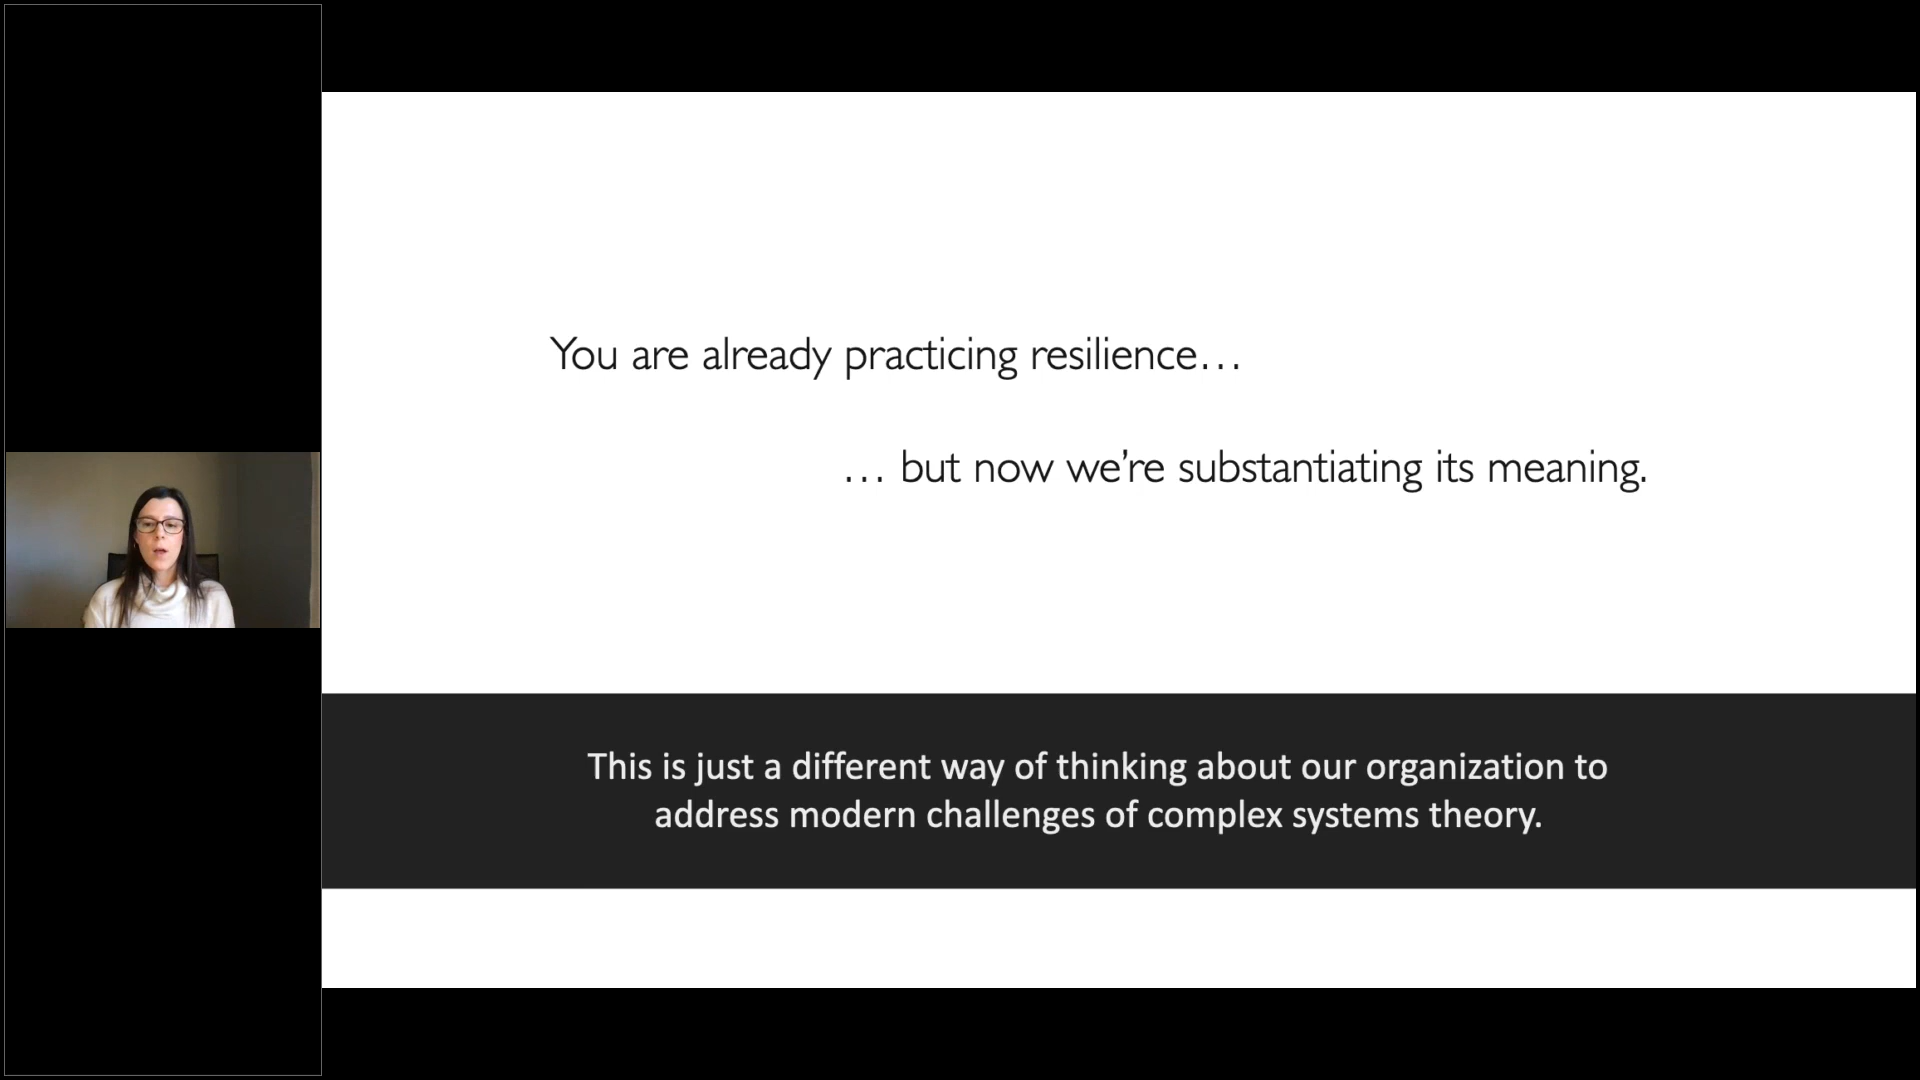 You are already practicing resilience…
… but now we’re substantiating its meaning.
This is just a different way of thinking about our organization to
address modern challenges of complex systems theory.